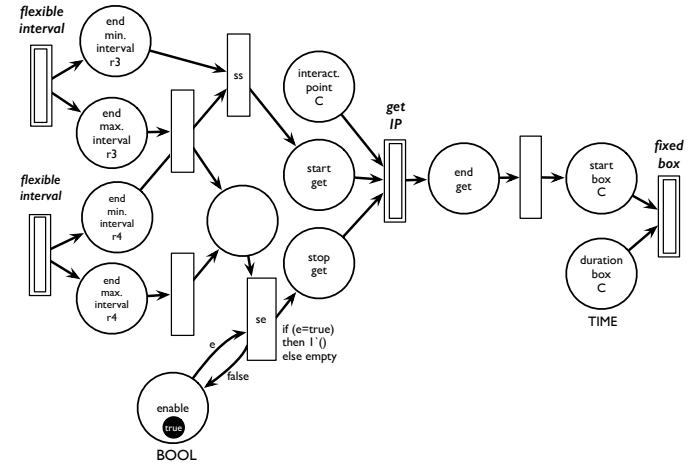 flexible
interval
end
min.
interval
r3
ss
interact.
point
C
get
IP
end
max.
interval
r3
start
get
end
get
start
box
C
fixed
box
flexible
interval
end
min.
interval
r4
end
max.
interval
r4
stop
get
duration
box
C
TIME
se
if (e=true)
then 1`()
else empty
e
false
enable
true
BOOL